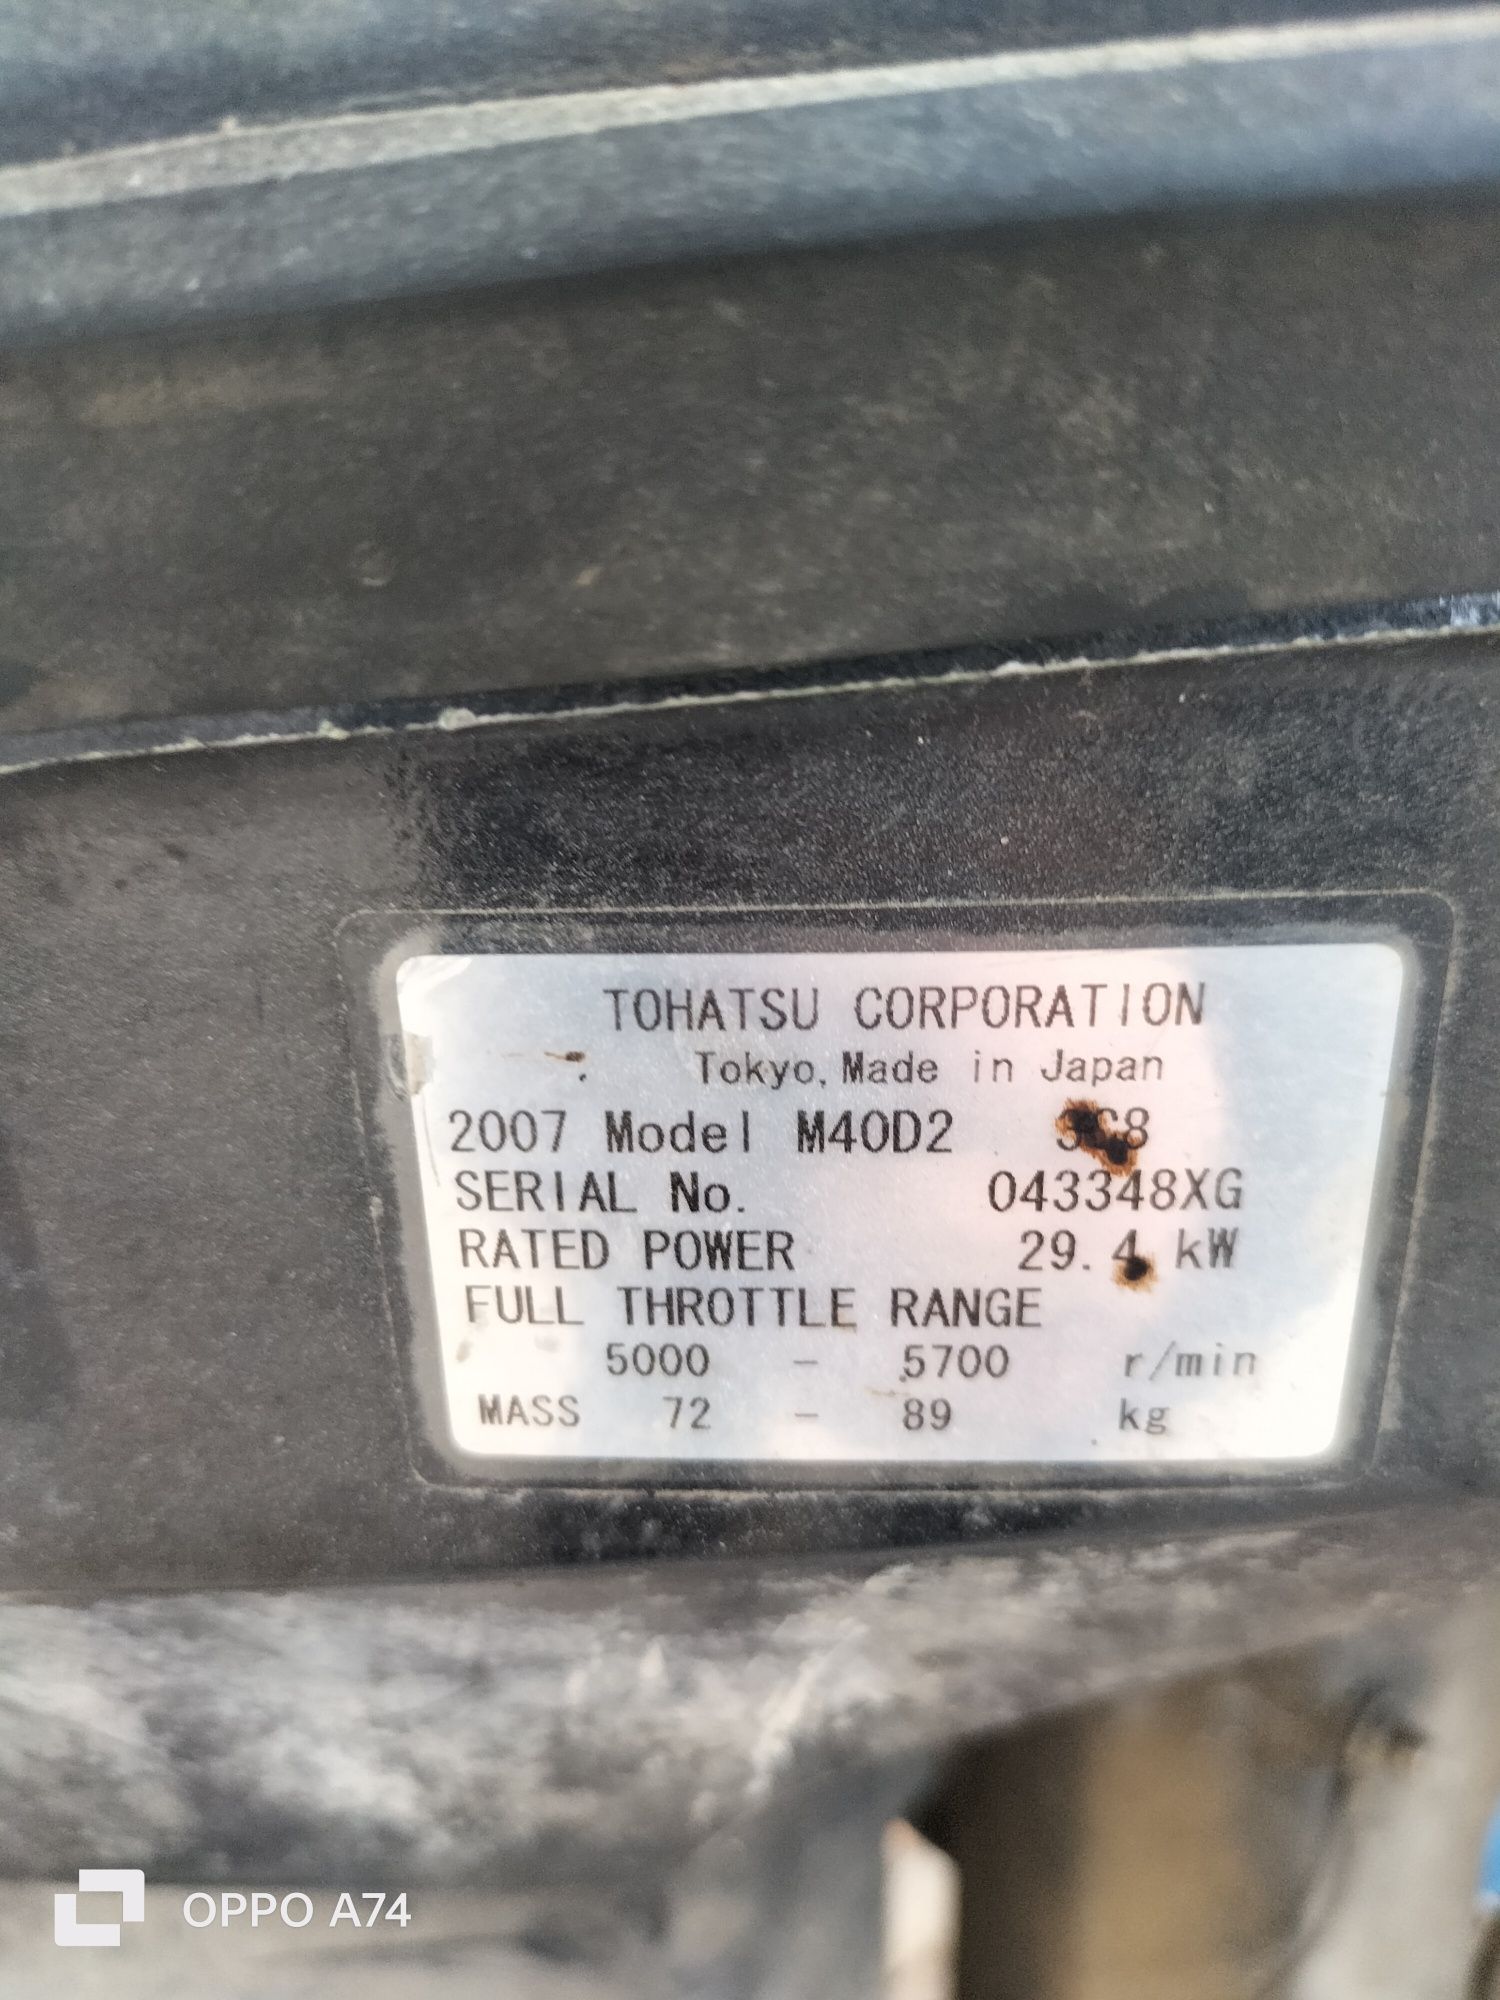 TOHATSU CORPORATION
Tokyo, Made in Japan
2007 Model M40D2
SERIAL No. 043348XG
RATED POWER 29.4 kW
FULL THROTTLE RANGE
5000 - 5700 r/min
MASS 72 - 89 kg
OPPO A74